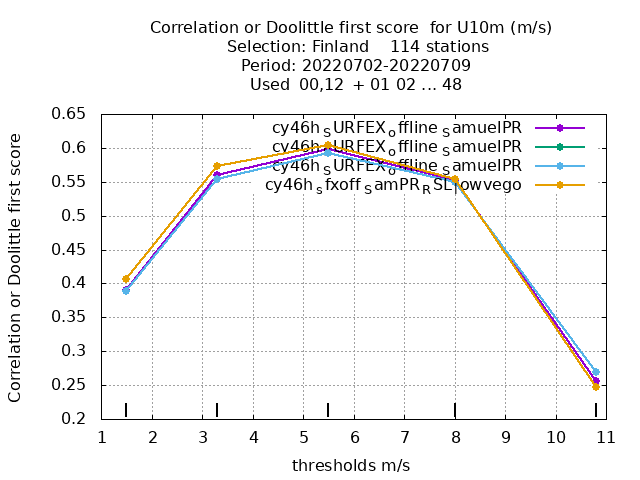 Correlation or Doolittle first score  for U10m (m/s)
Selection: Finland    114 stations
Period: 20220702-20220709
Used  00,12  + 01 02 ... 48
Correlation or Doolittle first score
0.65
0.6
0.55
0.5
0.45
0.4
0.35
0.3
0.25
0.2
cy46h_SURFEX_offline_SamuelPR
cy46h_SURFEX_offline_SamuelPR
cy46h_SURFEX_offline_SamuelPR
cy46h_sfxoff_SamPR_RSL_lowvego
1 2 3 4 5 6 7 8 9 10 11
thresholds m/s